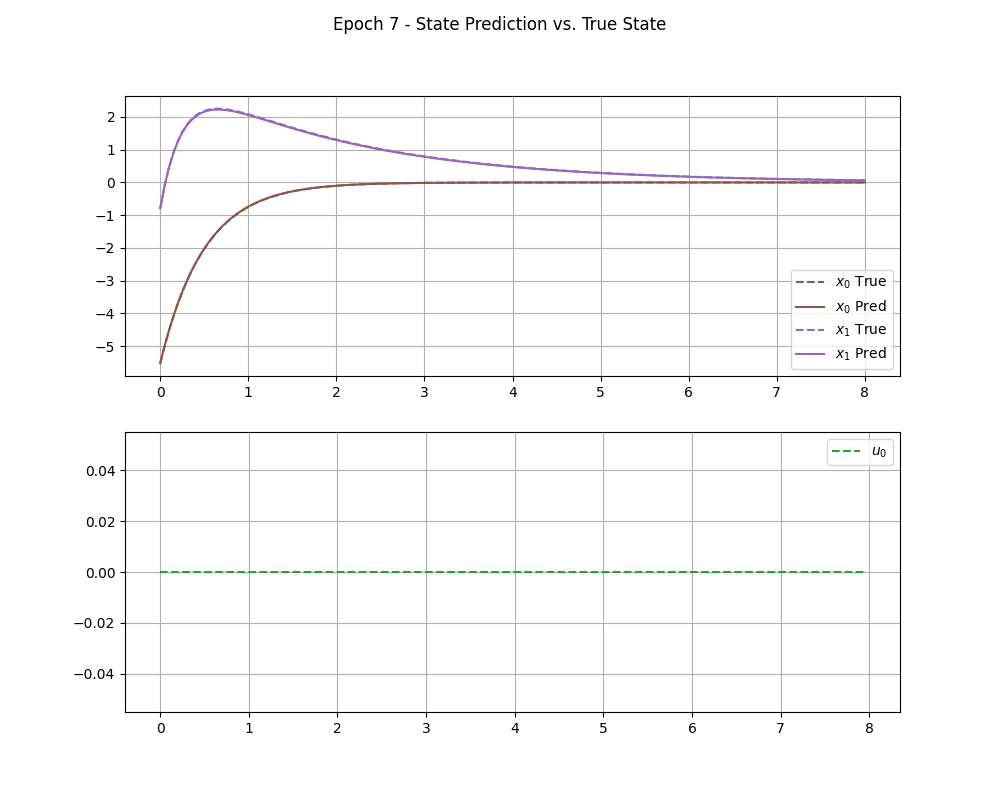 Epoch 7 - State Prediction vs. True State
2
1
0
−1
−2
−3
−4
−5
x₀ True
x₀ Pred
x₁ True
x₁ Pred
0 1 2 3 4 5 6 7 8
0.04
0.02
0.00
−0.02
−0.04
u₀
0 1 2 3 4 5 6 7 8